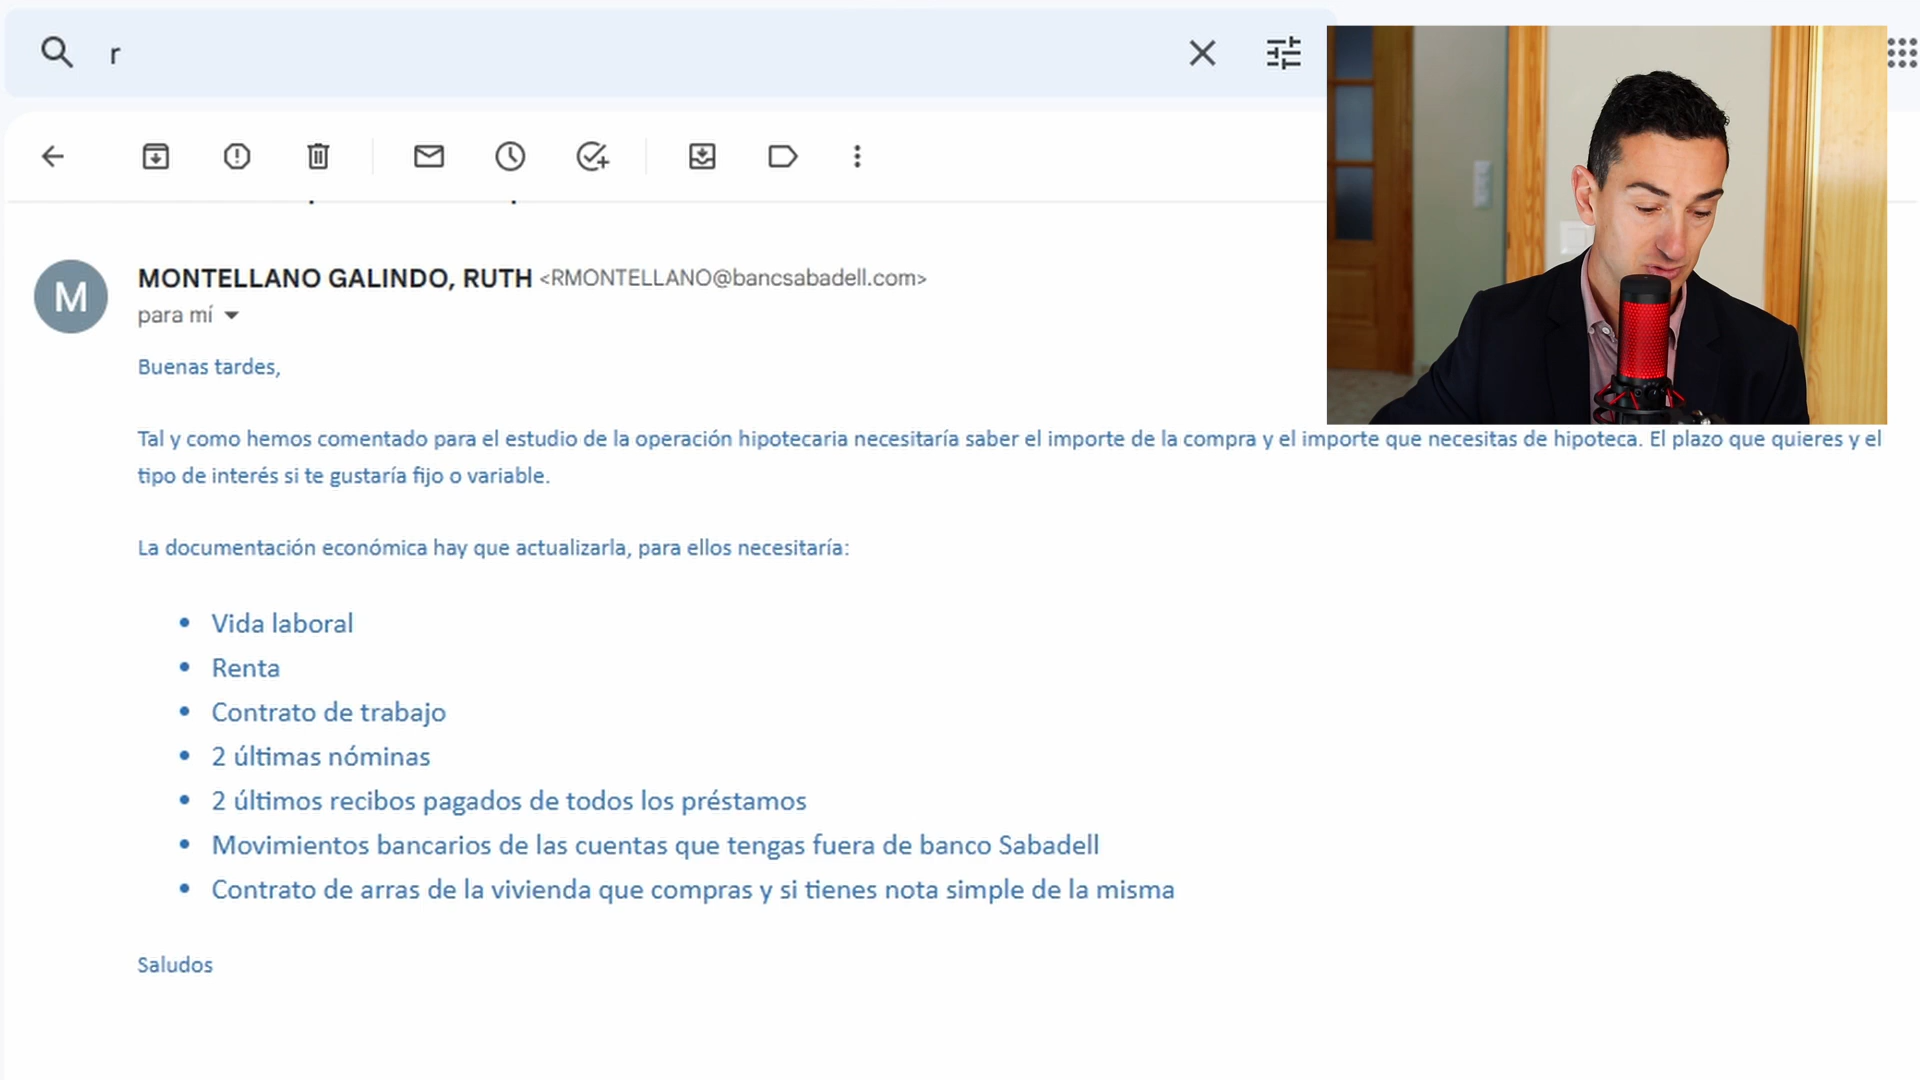 r
MONTELLANO GALINDO, RUTH <RMONTELLANO@bancsabadell.com>
para mí
M
Buenas tardes,
Tal y como hemos comentado para el estudio de la operación hipotecaria necesitaría saber el importe de la compra y el importe que necesitas de hipoteca. El plazo que quieres y el
tipo de interés si te gustaría fijo o variable.
La documentación económica hay que actualizarla, para ellos necesitaría:
• Vida laboral
• Renta
• Contrato de trabajo
• 2 últimas nóminas
• 2 últimos recibos pagados de todos los préstamos
• Movimientos bancarios de las cuentas que tengas fuera de banco Sabadell
• Contrato de arras de la vivienda que compras y si tienes nota simple de la misma
Saludos